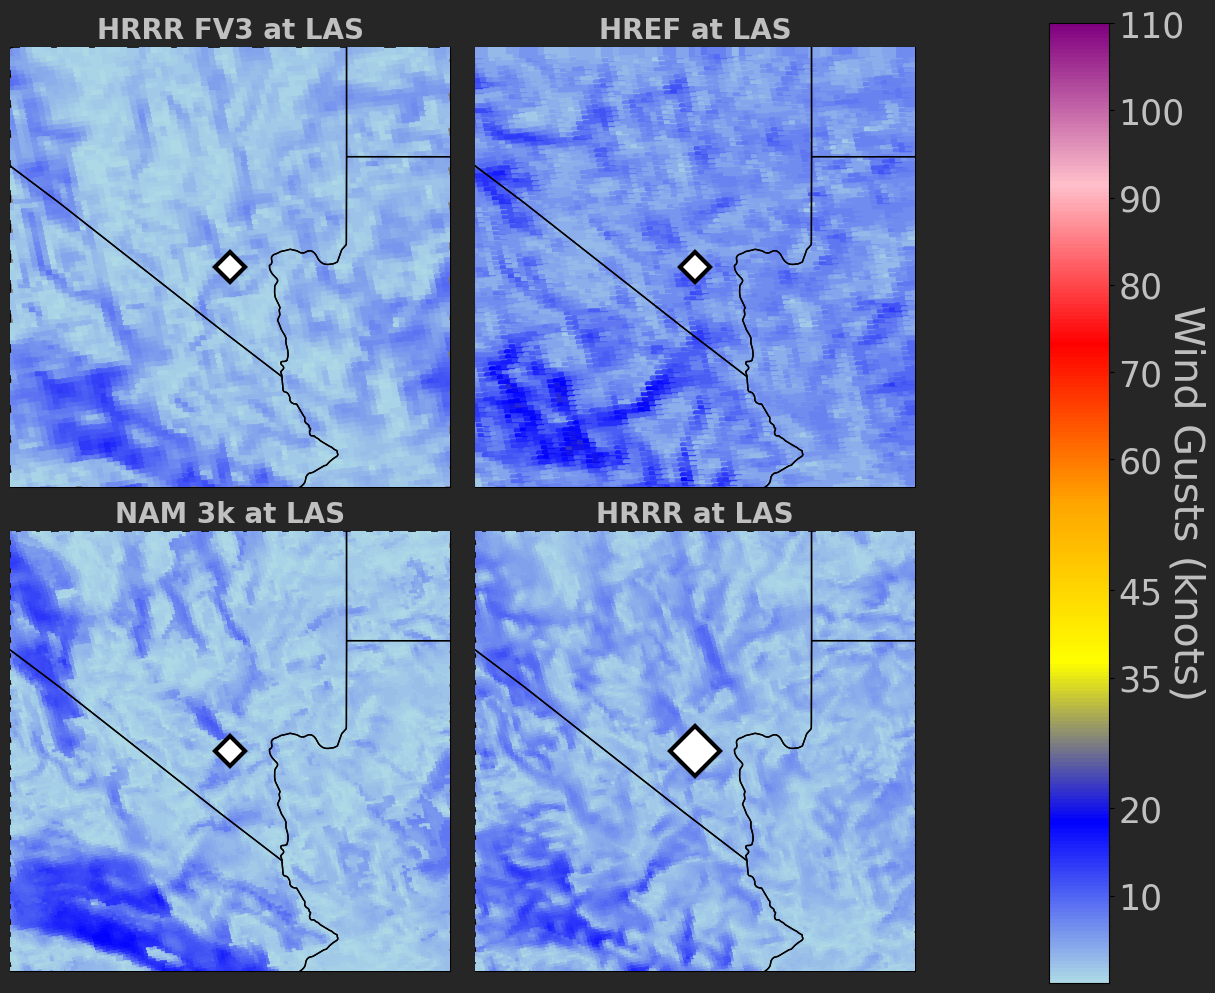 HRRR FV3 at LAS
HREF at LAS
NAM 3k at LAS
HRRR at LAS
110
100
90
80
70
60
45
35
20
10
Wind Gusts (knots)